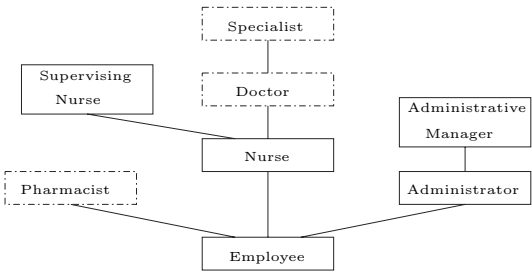 Specialist
Supervising
Nurse
Doctor
Administrative
Manager
Nurse
Pharmacist
Administrator
Employee